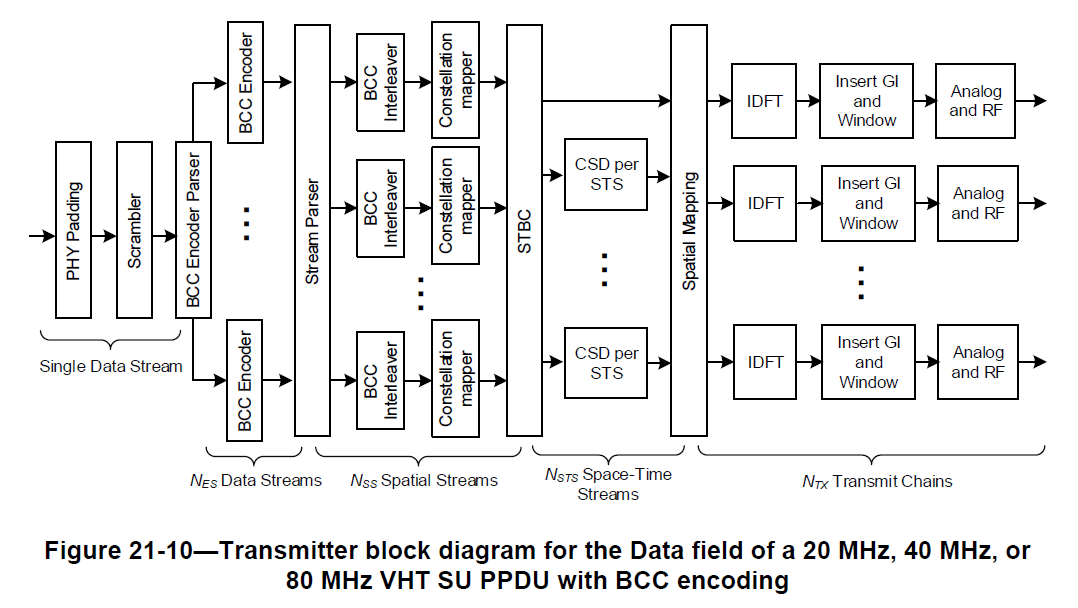 PHY Padding
Scrambler
BCC Encoder Parser
BCC Encoder
BCC Encoder
Stream Parser
BCC
Interleaver
Constellation
mapper
BCC
Interleaver
Constellation
mapper
BCC
Interleaver
Constellation
mapper
STBC
CSD per
STS
CSD per
STS
Spatial Mapping
IDFT
Insert GI
and
Window
Analog
and RF
IDFT
Insert GI
and
Window
Analog
and RF
IDFT
Insert GI
and
Window
Analog
and RF
Single Data Stream
NES Data Streams
NSS Spatial Streams
NSTS Space-Time
Streams
NTX Transmit Chains
Figure 21-10—Transmitter block diagram for the Data field of a 20 MHz, 40 MHz, or
80 MHz VHT SU PPDU with BCC encoding